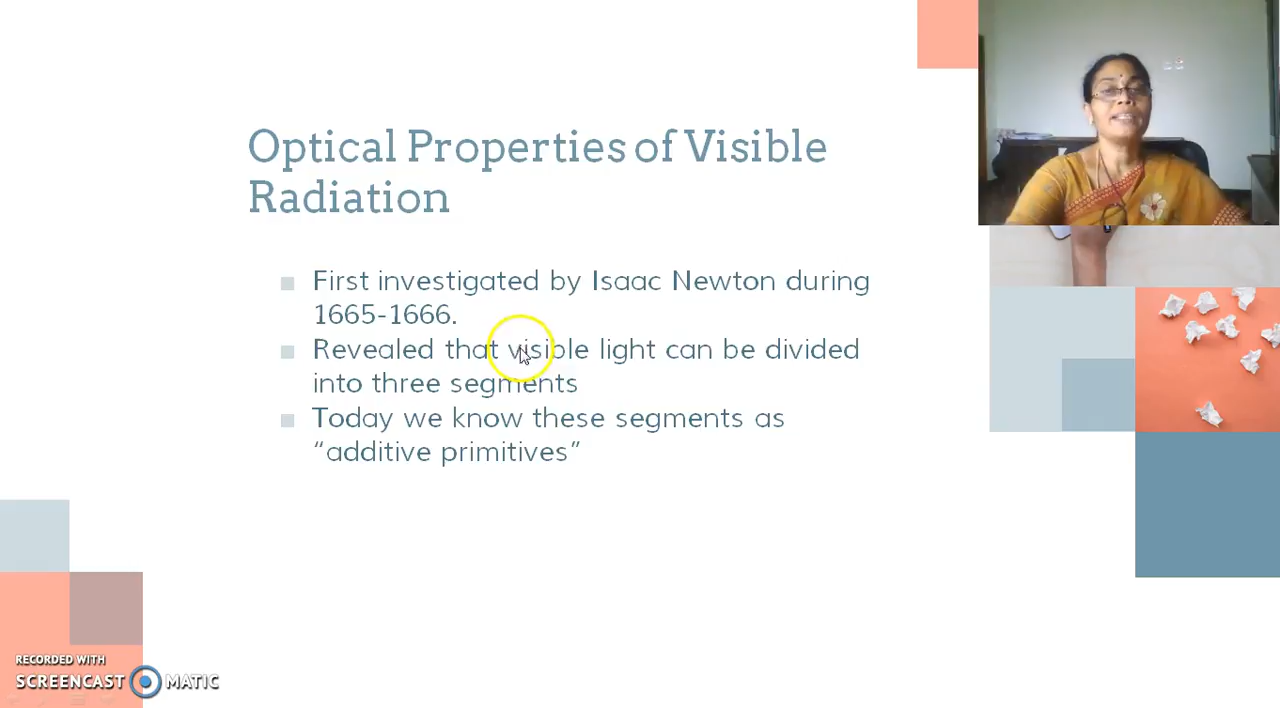 Optical Properties of Visible
Radiation
First investigated by Isaac Newton during
1665-1666.
Revealed that visible light can be divided
into three segments
Today we know these segments as
“additive primitives”
RECORDED WITH
SCREENCAST MATIC